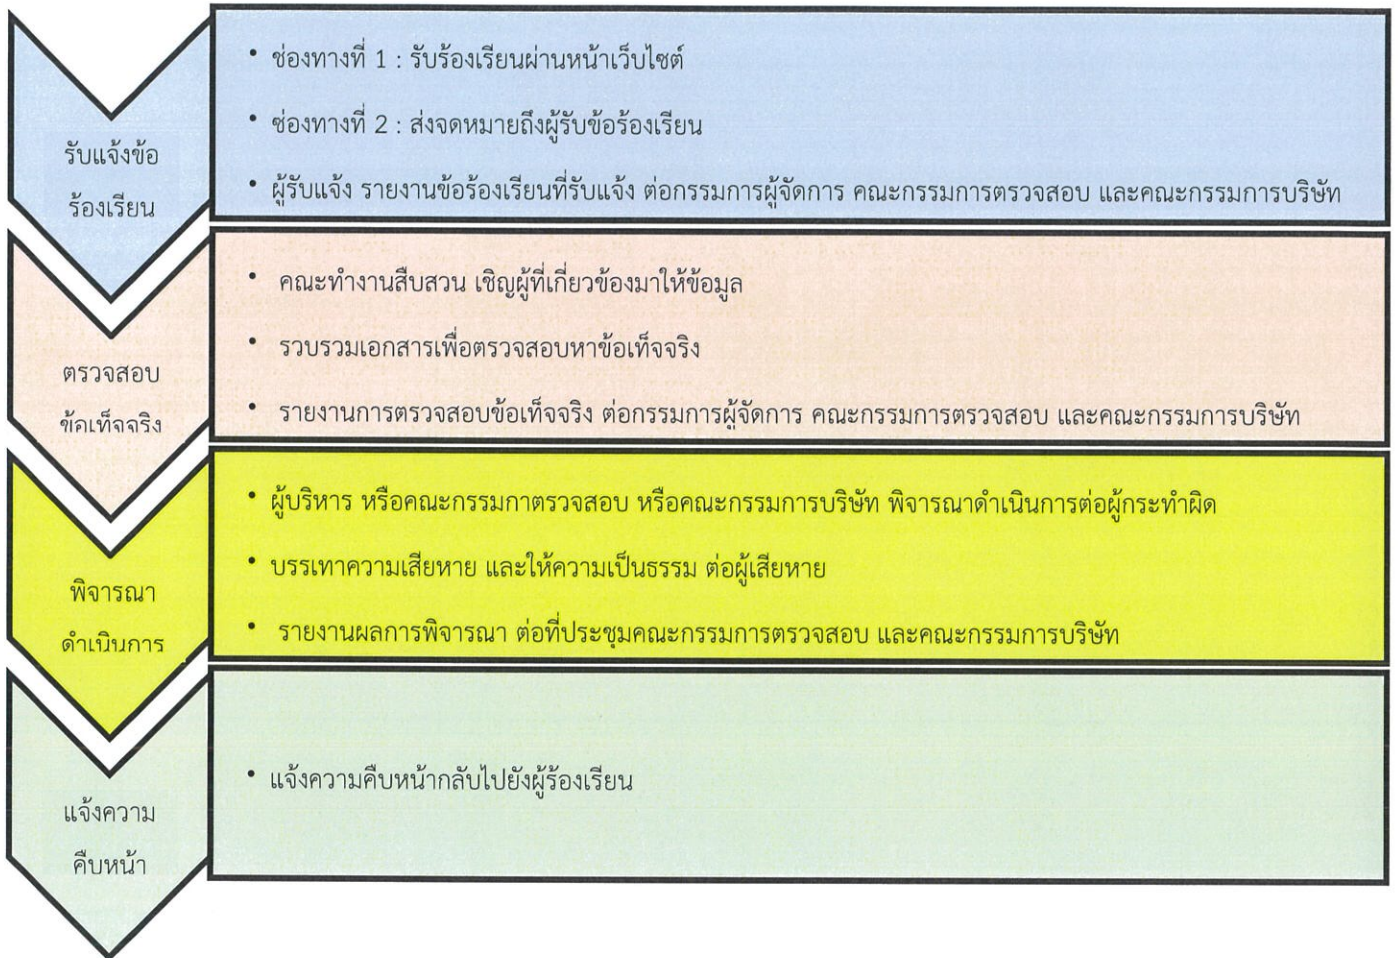 รับแจ้งข้อ
ร้องเรียน
• ช่องทางที่ 1 : รับร้องเรียนผ่านหน้าเว็บไซต์
• ช่องทางที่ 2 : ส่งจดหมายถึงผู้รับข้อร้องเรียน
• ผู้รับแจ้ง รายงานข้อร้องเรียนที่รับแจ้ง ต่อกรรมการผู้จัดการ คณะกรรมการตรวจสอบ และคณะกรรมการบริษัท
ตรวจสอบ
ข้อเท็จจริง
• คณะทำงานสืบสวน เชิญผู้ที่เกี่ยวข้องมาให้ข้อมูล
• รวบรวมเอกสารเพื่อตรวจสอบหาข้อเท็จจริง
• รายงานการตรวจสอบข้อเท็จจริง ต่อกรรมการผู้จัดการ คณะกรรมการตรวจสอบ และคณะกรรมการบริษัท
พิจารณา
ดำเนินการ
• ผู้บริหาร หรือคณะกรรมกาตรวจสอบ หรือคณะกรรมการบริษัท พิจารณาดำเนินการต่อผู้กระทำผิด
• บรรเทาความเสียหาย และให้ความเป็นธรรม ต่อผู้เสียหาย
• รายงานผลการพิจารณา ต่อที่ประชุมคณะกรรมการตรวจสอบ และคณะกรรมการบริษัท
แจ้งความ
คืบหน้า
• แจ้งความคืบหน้ากลับไปยังผู้ร้องเรียน